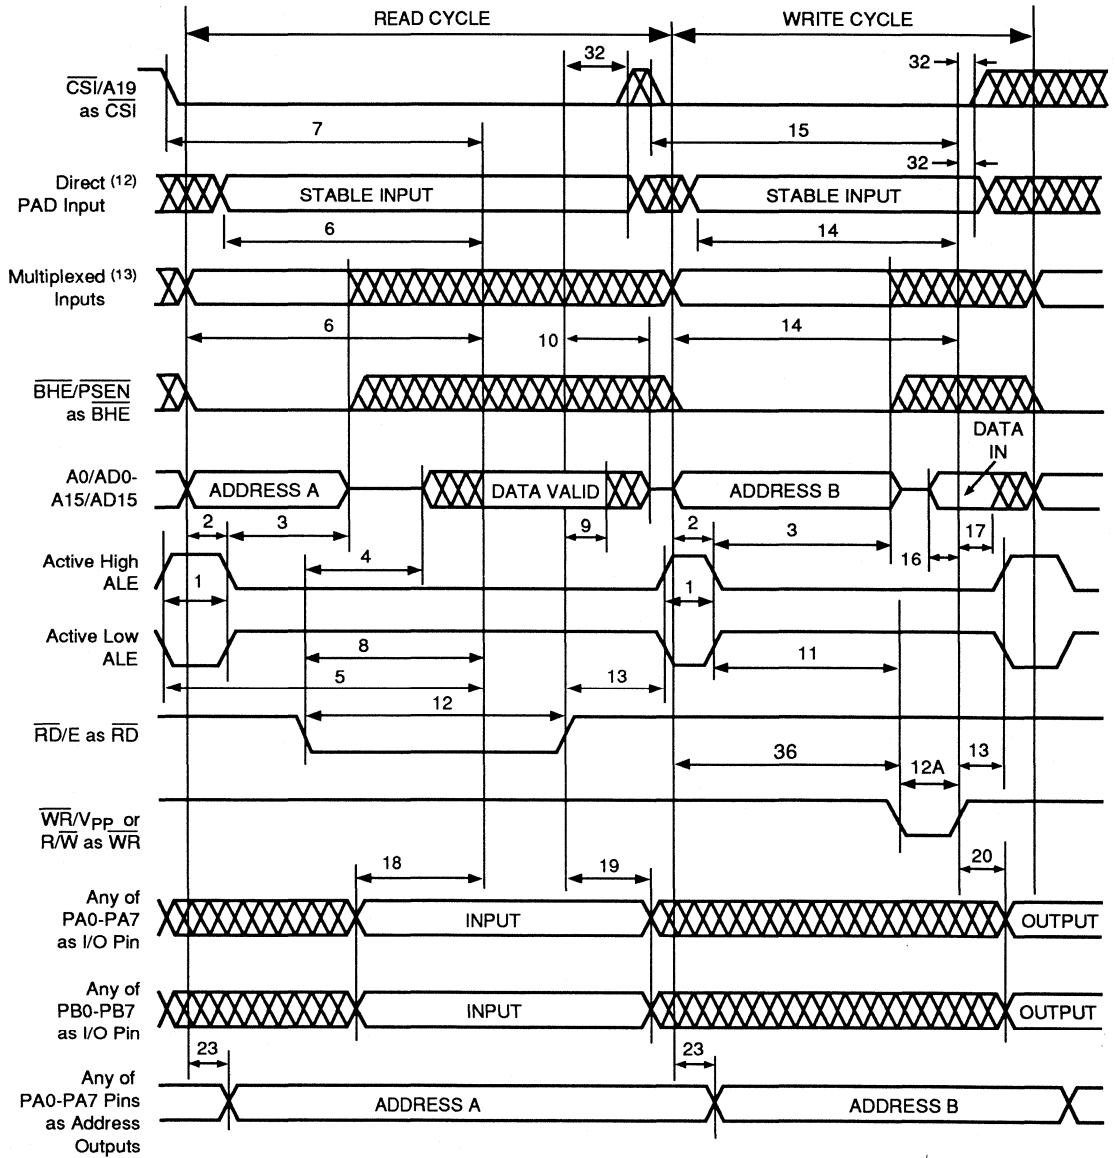 READ CYCLE
WRITE CYCLE
32
32
CSI/A19
as CSI
7
15
32
Direct (12)
PAD Input
STABLE INPUT
STABLE INPUT
6
14
Multiplexed (13)
Inputs
6
10
14
BHE/PSEN
as BHE
DATA
IN
A0/AD0-
A15/AD15
ADDRESS A
DATA VALID
ADDRESS B
2
3
9
2
3
17
4
16
Active High
ALE
1
1
Active Low
ALE
8
11
5
13
12
RD/E as RD
36
12A
13
WR/VPP or
R/W as WR
18
19
20
Any of
PA0-PA7
as I/O Pin
INPUT
OUTPUT
Any of
PB0-PB7
as I/O Pin
INPUT
OUTPUT
23
23
Any of
PA0-PA7 Pins
as Address
Outputs
ADDRESS A
ADDRESS B